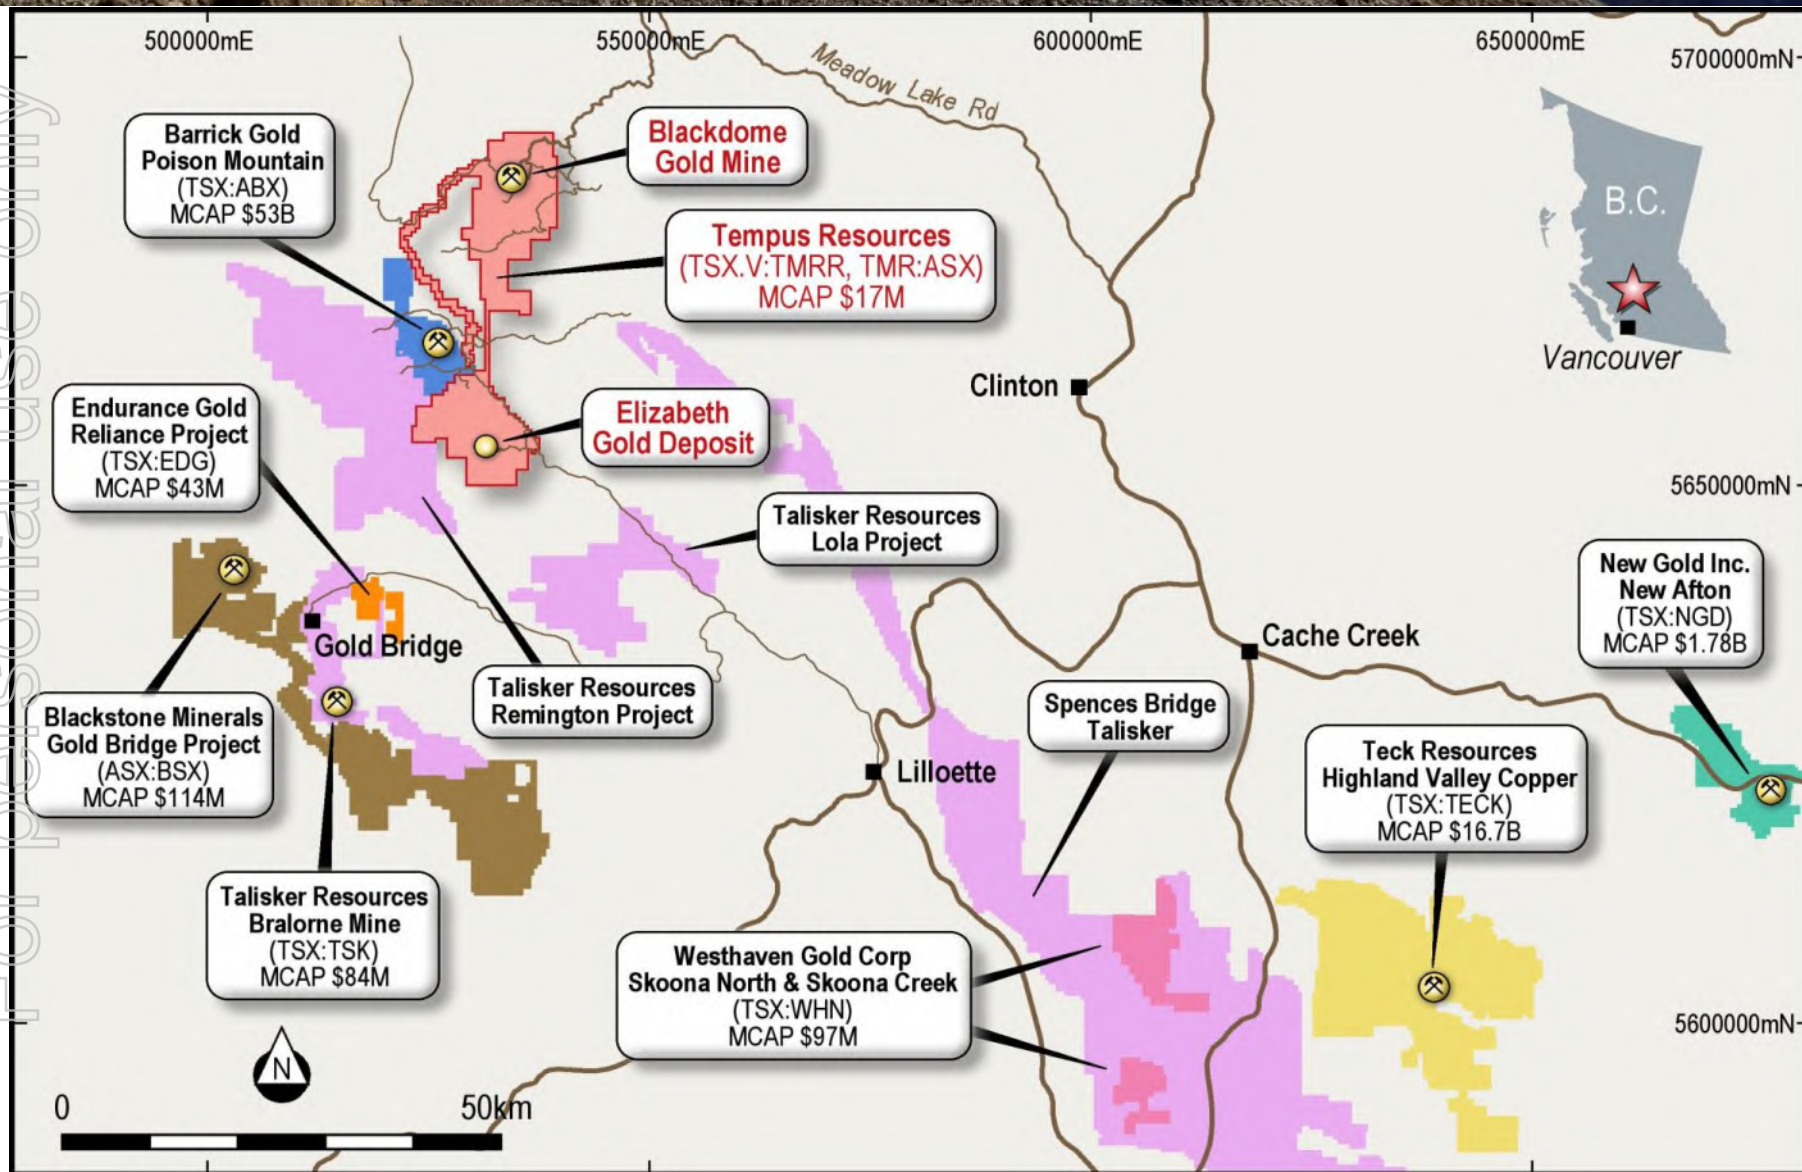 500000mE
550000mE
600000mE
650000mE
5700000mN
Meadow Lake Rd
Barrick Gold
Poison Mountain
(TSX:ABX)
MCAP $53B
Blackdome
Gold Mine
B.C.
Tempus Resources
(TSX.V:TMRR, TMR:ASX)
MCAP $17M
Vancouver
Clinton
Endurance Gold
Reliance Project
(TSX:EDG)
MCAP $43M
Elizabeth
Gold Deposit
5650000mN
Talisker Resources
Lola Project
New Gold Inc.
New Afton
(TSX:NGD)
MCAP $1.78B
Gold Bridge
Cache Creek
Talisker Resources
Remington Project
Spences Bridge
Talisker
Blackstone Minerals
Gold Bridge Project
(ASX:BSX)
MCAP $114M
Lilloette
Teck Resources
Highland Valley Copper
(TSX:TECK)
MCAP $16.7B
Talisker Resources
Bralorne Mine
(TSX:TSK)
MCAP $84M
Westhaven Gold Corp
Skoona North & Skoona Creek
(TSX:WHN)
MCAP $97M
5600000mN
N
0
50km
For personal use only